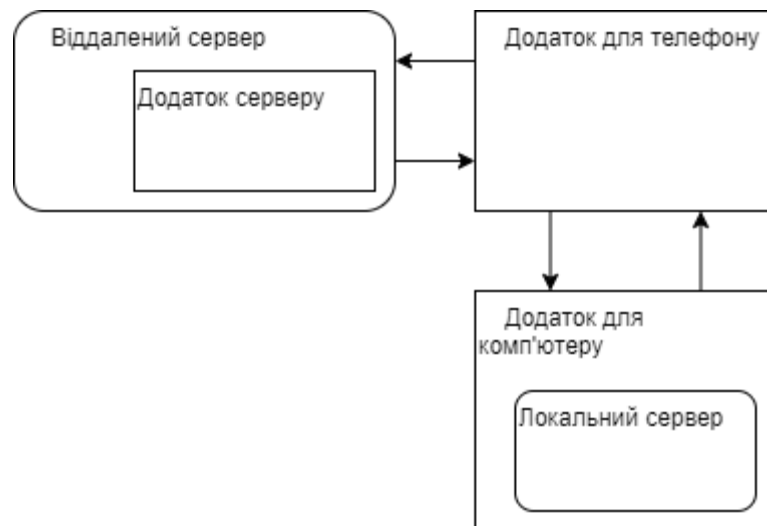 Віддалений сервер
Додаток серверу
Додаток для телефону
Додаток для
комп'ютеру
Локальний сервер